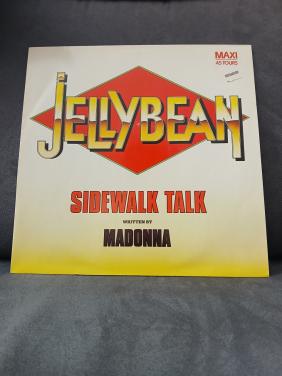 MAXI
45 TOURS
JELLYBEAN
SIDEWALK TALK
WRITTEN BY
MADONNA